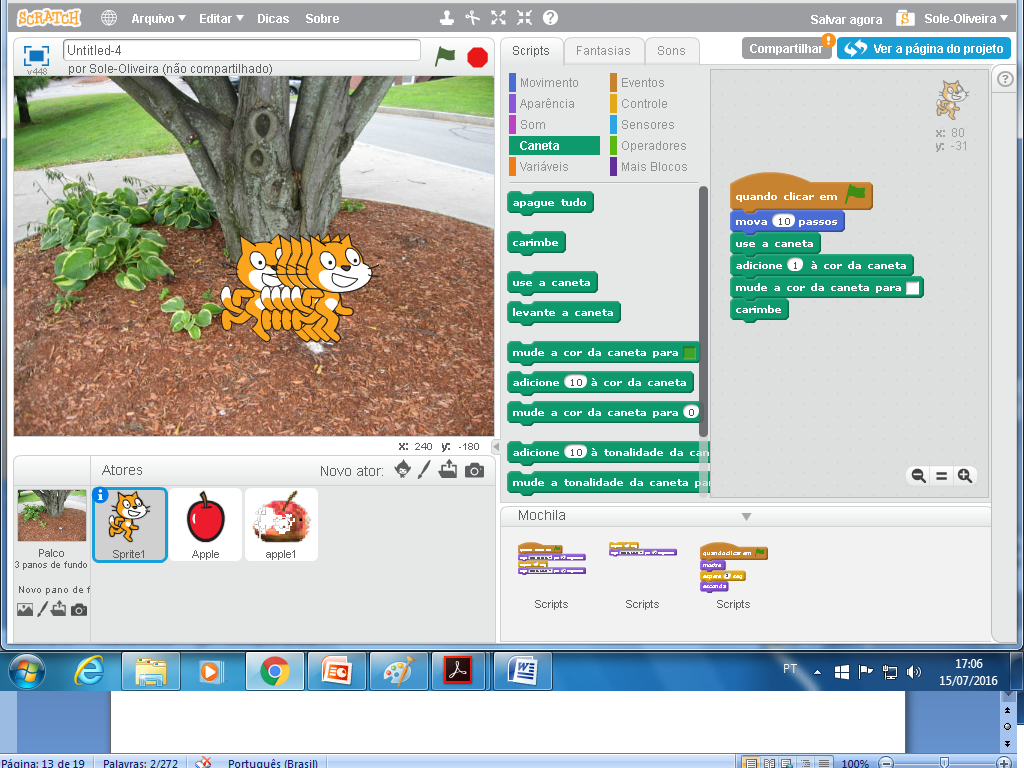 SCRATCH Arquivo Editar Dicas Sobre Salvar agora Sole-Oliveira
Untitled-4
por Sole-Oliveira (não compartilhado)
v448
Scripts Fantasias Sons
Compartilhar ! Ver a página do projeto
Movimento Eventos
Aparência Controle
Som Sensores
Caneta Operadores
Variáveis Mais Blocos
apague tudo
carimbe
use a caneta
levante a caneta
mude a cor da caneta para
adicione 10 à cor da caneta
mude a cor da caneta para 0
adicione 10 à tonalidade da can
mude a tonalidade da caneta pa
x: 80
y: -31
quando clicar em
mova 10 passos
use a caneta
adicione 1 à cor da caneta
mude a cor da caneta para
carimbe
x: 240 y: -180
Atores Novo ator:
Palco
3 panos de fundo
Novo pano de f
Sprite1 Apple apple1
Mochila
quando clicar em
mostre
espere seg
esconda
Scripts Scripts Scripts
PT
17:06
15/07/2016
Página: 13 de 19 Palavras: 2/272 Português (Brasil) 100%